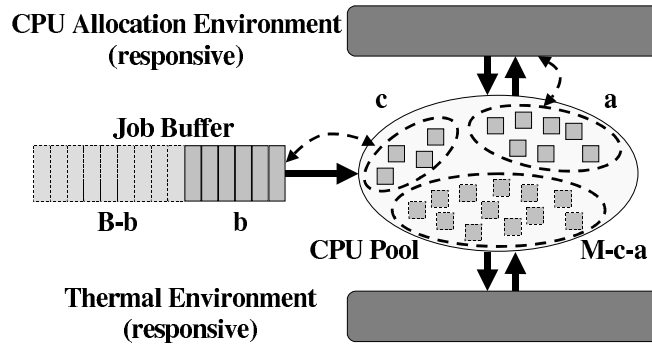 CPU Allocation Environment
(responsive)
c
a
Job Buffer
B-b
b
CPU Pool
M-c-a
Thermal Environment
(responsive)